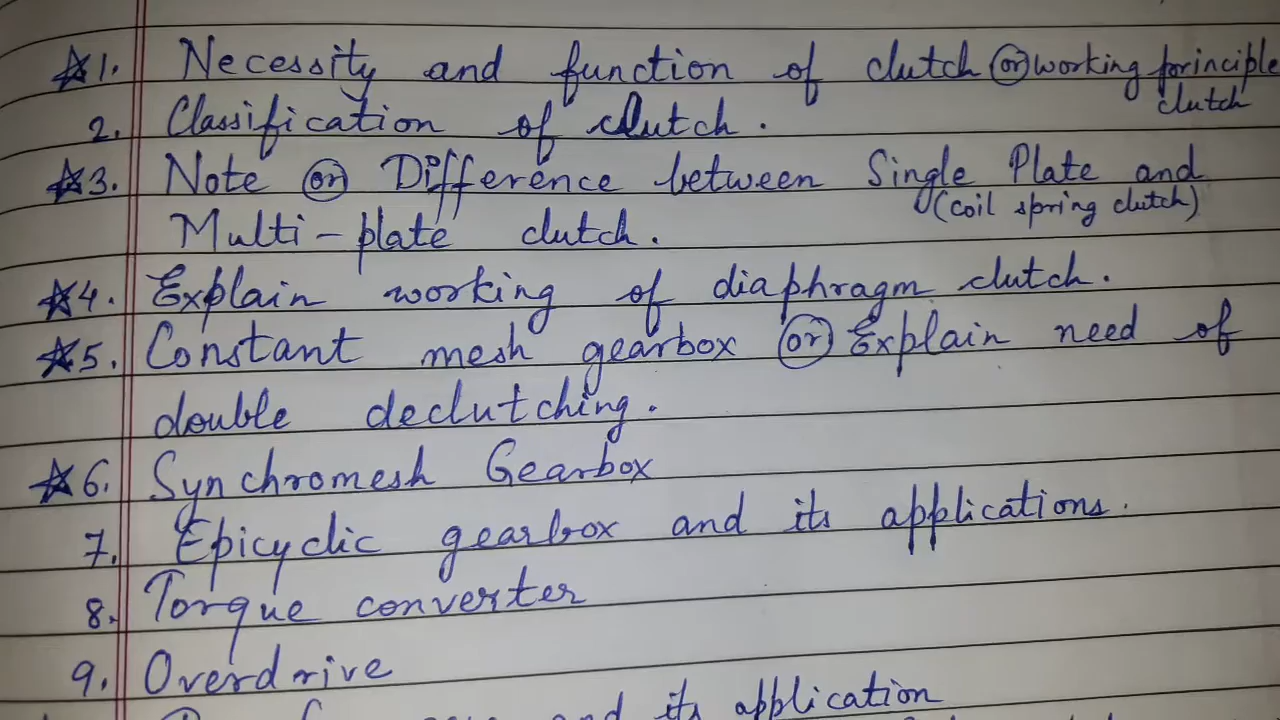 ☆1. Necessity and function of clutch (or) working principle
clutch
2. Classification of clutch.
☆3. Note (or) Difference between Single Plate and
(coil spring clutch)
Multi-plate clutch.
☆4. Explain working of diaphragm clutch.
☆5. Constant mesh gearbox (or) Explain need of
double declutching.
☆6. Synchromesh Gearbox
7. Epicyclic gearbox and its applications.
8. Torque converter
9. Overdrive
and its application